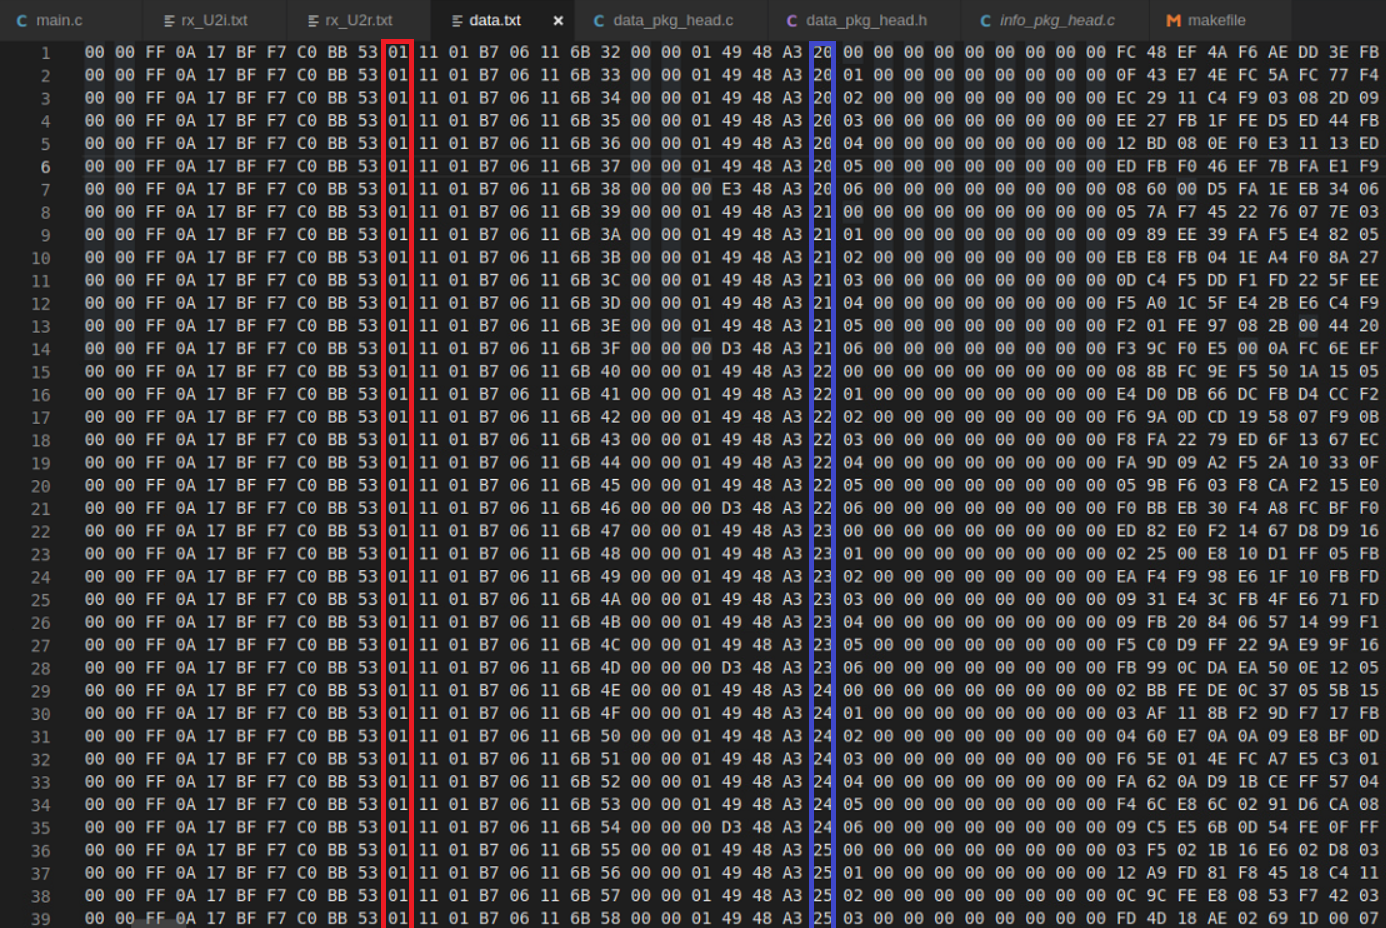 main.c rx_U2i.txt rx_U2r.txt data.txt × data_pkg_head.c data_pkg_head.h info_pkg_head.c makefile
1 00 00 FF 0A 17 BF F7 C0 BB 53 01 11 01 B7 06 11 6B 32 00 00 01 49 48 A3 20 00 00 00 00 00 00 00 00 00 FC 48 EF 4A F6 AE DD 3E FB
2 00 00 FF 0A 17 BF F7 C0 BB 53 01 11 01 B7 06 11 6B 33 00 00 01 49 48 A3 20 01 00 00 00 00 00 00 00 00 0F 43 E7 4E FC 5A FC 77 F4
3 00 00 FF 0A 17 BF F7 C0 BB 53 01 11 01 B7 06 11 6B 34 00 00 01 49 48 A3 20 02 00 00 00 00 00 00 00 00 EC 29 11 C4 F9 03 08 2D 09
4 00 00 FF 0A 17 BF F7 C0 BB 53 01 11 01 B7 06 11 6B 35 00 00 01 49 48 A3 20 03 00 00 00 00 00 00 00 00 EE 27 FB 1F FE D5 ED 44 FB
5 00 00 FF 0A 17 BF F7 C0 BB 53 01 11 01 B7 06 11 6B 36 00 00 01 49 48 A3 20 04 00 00 00 00 00 00 00 00 12 BD 08 0E F0 E3 11 13 ED
6 00 00 FF 0A 17 BF F7 C0 BB 53 01 11 01 B7 06 11 6B 37 00 00 01 49 48 A3 20 05 00 00 00 00 00 00 00 00 ED FB F0 46 EF 7B FA E1 F9
7 00 00 FF 0A 17 BF F7 C0 BB 53 01 11 01 B7 06 11 6B 38 00 00 00 E3 48 A3 20 06 00 00 00 00 00 00 00 00 08 60 00 D5 FA 1E EB 34 06
8 00 00 FF 0A 17 BF F7 C0 BB 53 01 11 01 B7 06 11 6B 39 00 00 01 49 48 A3 21 00 00 00 00 00 00 00 00 00 05 7A F7 45 22 76 07 7E 03
9 00 00 FF 0A 17 BF F7 C0 BB 53 01 11 01 B7 06 11 6B 3A 00 00 01 49 48 A3 21 01 00 00 00 00 00 00 00 00 09 89 EE 39 FA F5 E4 82 05
10 00 00 FF 0A 17 BF F7 C0 BB 53 01 11 01 B7 06 11 6B 3B 00 00 01 49 48 A3 21 02 00 00 00 00 00 00 00 00 EB E8 FB 04 1E A4 F0 8A 27
11 00 00 FF 0A 17 BF F7 C0 BB 53 01 11 01 B7 06 11 6B 3C 00 00 01 49 48 A3 21 03 00 00 00 00 00 00 00 00 0D C4 F5 DD F1 FD 22 5F EE
12 00 00 FF 0A 17 BF F7 C0 BB 53 01 11 01 B7 06 11 6B 3D 00 00 01 49 48 A3 21 04 00 00 00 00 00 00 00 00 F5 A0 1C 5F E4 2B E6 C4 F9
13 00 00 FF 0A 17 BF F7 C0 BB 53 01 11 01 B7 06 11 6B 3E 00 00 01 49 48 A3 21 05 00 00 00 00 00 00 00 00 F2 01 FE 97 08 2B 00 44 20
14 00 00 FF 0A 17 BF F7 C0 BB 53 01 11 01 B7 06 11 6B 3F 00 00 00 D3 48 A3 21 06 00 00 00 00 00 00 00 00 F3 9C F0 E5 00 0A FC 6E EF
15 00 00 FF 0A 17 BF F7 C0 BB 53 01 11 01 B7 06 11 6B 40 00 00 01 49 48 A3 22 00 00 00 00 00 00 00 00 00 08 8B FC 9E F5 50 1A 15 05
16 00 00 FF 0A 17 BF F7 C0 BB 53 01 11 01 B7 06 11 6B 41 00 00 01 49 48 A3 22 01 00 00 00 00 00 00 00 00 E4 D0 DB 66 DC FB D4 CC F2
17 00 00 FF 0A 17 BF F7 C0 BB 53 01 11 01 B7 06 11 6B 42 00 00 01 49 48 A3 22 02 00 00 00 00 00 00 00 00 F6 9A 0D CD 19 58 07 F9 0B
18 00 00 FF 0A 17 BF F7 C0 BB 53 01 11 01 B7 06 11 6B 43 00 00 01 49 48 A3 22 03 00 00 00 00 00 00 00 00 F8 FA 22 79 ED 6F 13 67 EC
19 00 00 FF 0A 17 BF F7 C0 BB 53 01 11 01 B7 06 11 6B 44 00 00 01 49 48 A3 22 04 00 00 00 00 00 00 00 00 FA 9D 09 A2 F5 2A 10 33 0F
20 00 00 FF 0A 17 BF F7 C0 BB 53 01 11 01 B7 06 11 6B 45 00 00 01 49 48 A3 22 05 00 00 00 00 00 00 00 00 05 9B F6 03 F8 CA F2 15 E0
21 00 00 FF 0A 17 BF F7 C0 BB 53 01 11 01 B7 06 11 6B 46 00 00 00 D3 48 A3 22 06 00 00 00 00 00 00 00 00 F0 BB EB 30 F4 A8 FC BF F0
22 00 00 FF 0A 17 BF F7 C0 BB 53 01 11 01 B7 06 11 6B 47 00 00 01 49 48 A3 23 00 00 00 00 00 00 00 00 00 ED 82 E0 F2 14 67 D8 D9 16
23 00 00 FF 0A 17 BF F7 C0 BB 53 01 11 01 B7 06 11 6B 48 00 00 01 49 48 A3 23 01 00 00 00 00 00 00 00 00 02 25 00 E8 10 D1 FF 05 FB
24 00 00 FF 0A 17 BF F7 C0 BB 53 01 11 01 B7 06 11 6B 49 00 00 01 49 48 A3 23 02 00 00 00 00 00 00 00 00 EA F4 F9 98 E6 1F 10 FB FD
25 00 00 FF 0A 17 BF F7 C0 BB 53 01 11 01 B7 06 11 6B 4A 00 00 01 49 48 A3 23 03 00 00 00 00 00 00 00 00 09 31 E4 3C FB 4F E6 71 FD
26 00 00 FF 0A 17 BF F7 C0 BB 53 01 11 01 B7 06 11 6B 4B 00 00 01 49 48 A3 23 04 00 00 00 00 00 00 00 00 09 FB 20 84 06 57 14 99 F1
27 00 00 FF 0A 17 BF F7 C0 BB 53 01 11 01 B7 06 11 6B 4C 00 00 01 49 48 A3 23 05 00 00 00 00 00 00 00 00 F5 C0 D9 FF 22 9A E9 9F 16
28 00 00 FF 0A 17 BF F7 C0 BB 53 01 11 01 B7 06 11 6B 4D 00 00 00 D3 48 A3 23 06 00 00 00 00 00 00 00 00 FB 99 0C DA EA 50 0E 12 05
29 00 00 FF 0A 17 BF F7 C0 BB 53 01 11 01 B7 06 11 6B 4E 00 00 01 49 48 A3 24 00 00 00 00 00 00 00 00 00 02 BB FE DE 0C 37 05 5B 15
30 00 00 FF 0A 17 BF F7 C0 BB 53 01 11 01 B7 06 11 6B 4F 00 00 01 49 48 A3 24 01 00 00 00 00 00 00 00 00 03 AF 11 8B F2 9D F7 17 FB
31 00 00 FF 0A 17 BF F7 C0 BB 53 01 11 01 B7 06 11 6B 50 00 00 01 49 48 A3 24 02 00 00 00 00 00 00 00 00 04 60 E7 0A 0A 09 E8 BF 0D
32 00 00 FF 0A 17 BF F7 C0 BB 53 01 11 01 B7 06 11 6B 51 00 00 01 49 48 A3 24 03 00 00 00 00 00 00 00 00 F6 5E 01 4E FC A7 E5 C3 01
33 00 00 FF 0A 17 BF F7 C0 BB 53 01 11 01 B7 06 11 6B 52 00 00 01 49 48 A3 24 04 00 00 00 00 00 00 00 00 FA 62 0A D9 1B CE FF 57 04
34 00 00 FF 0A 17 BF F7 C0 BB 53 01 11 01 B7 06 11 6B 53 00 00 01 49 48 A3 24 05 00 00 00 00 00 00 00 00 F4 6C E8 6C 02 91 D6 CA 08
35 00 00 FF 0A 17 BF F7 C0 BB 53 01 11 01 B7 06 11 6B 54 00 00 00 D3 48 A3 24 06 00 00 00 00 00 00 00 00 09 C5 E5 6B 0D 54 FE 0F FF
36 00 00 FF 0A 17 BF F7 C0 BB 53 01 11 01 B7 06 11 6B 55 00 00 01 49 48 A3 25 00 00 00 00 00 00 00 00 00 03 F5 02 1B 16 E6 02 D8 03
37 00 00 FF 0A 17 BF F7 C0 BB 53 01 11 01 B7 06 11 6B 56 00 00 01 49 48 A3 25 01 00 00 00 00 00 00 00 00 12 A9 FD 81 F8 45 18 C4 11
38 00 00 FF 0A 17 BF F7 C0 BB 53 01 11 01 B7 06 11 6B 57 00 00 01 49 48 A3 25 02 00 00 00 00 00 00 00 00 0C 9C FE E8 08 53 F7 42 03
39 00 00 FF 0A 17 BF F7 C0 BB 53 01 11 01 B7 06 11 6B 58 00 00 01 49 48 A3 25 03 00 00 00 00 00 00 00 00 FD 4D 18 AE 02 69 1D 00 07